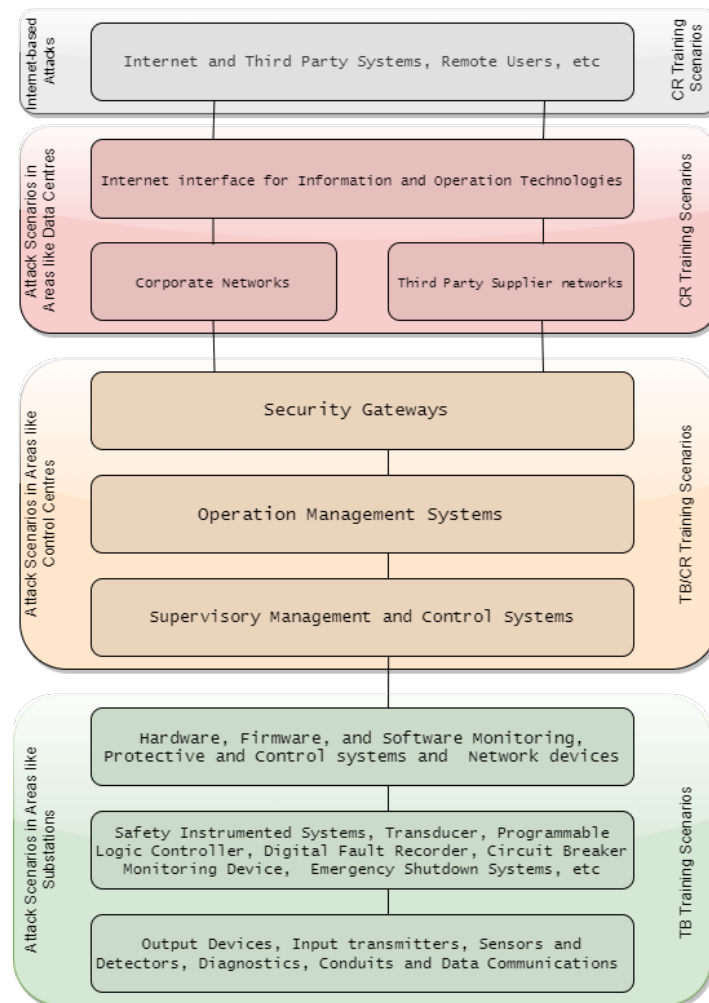 Internet-based
Attacks
Internet and Third Party Systems, Remote Users, etc
CR Training
Scenarios
Attack Scenarios in
Areas like Data Centres
Internet interface for Information and Operation Technologies
Corporate Networks
Third Party Supplier networks
CR Training Scenarios
Attack Scenarios in Areas like
Control Centres
Security Gateways
Operation Management Systems
Supervisory Management and Control Systems
TB/CR Training Scenarios
Attack Scenarios in Areas like
Substations
Hardware, Firmware, and Software Monitoring,
Protective and Control systems and Network devices
Safety Instrumented Systems, Transducer, Programmable
Logic Controller, Digital Fault Recorder, Circuit Breaker
Monitoring Device, Emergency Shutdown Systems, etc
Output Devices, Input transmitters, Sensors and
Detectors, Diagnostics, Conduits and Data Communications
TB Training Scenarios